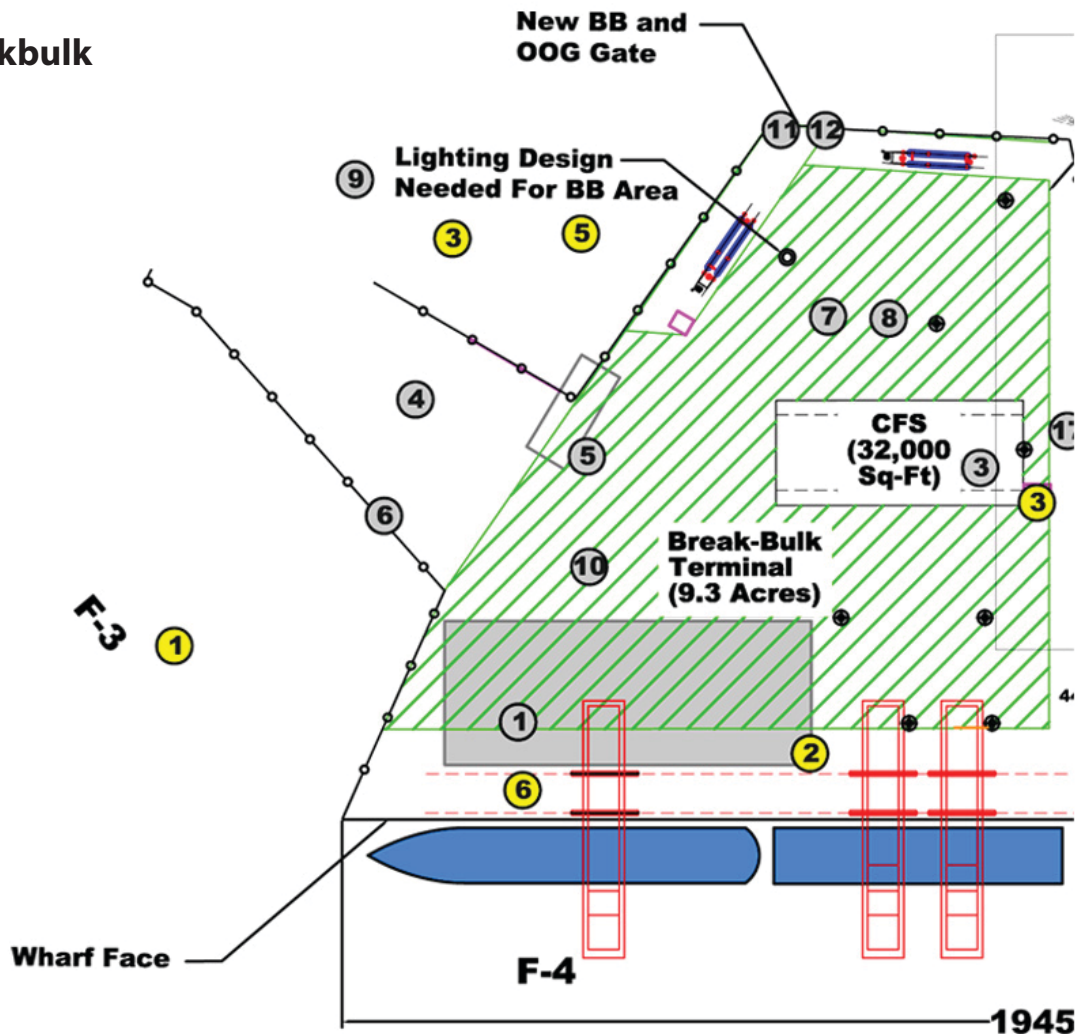 kbulk
New BB and
OOG Gate
11 12
Lighting Design
Needed For BB Area
9
3 5
7 8
4
CFS
(32,000
Sq-Ft)
3
17
5
3
6
Break-Bulk
Terminal
(9.3 Acres)
10
F-3
1
44
1
2
6
Wharf Face
F-4
1945